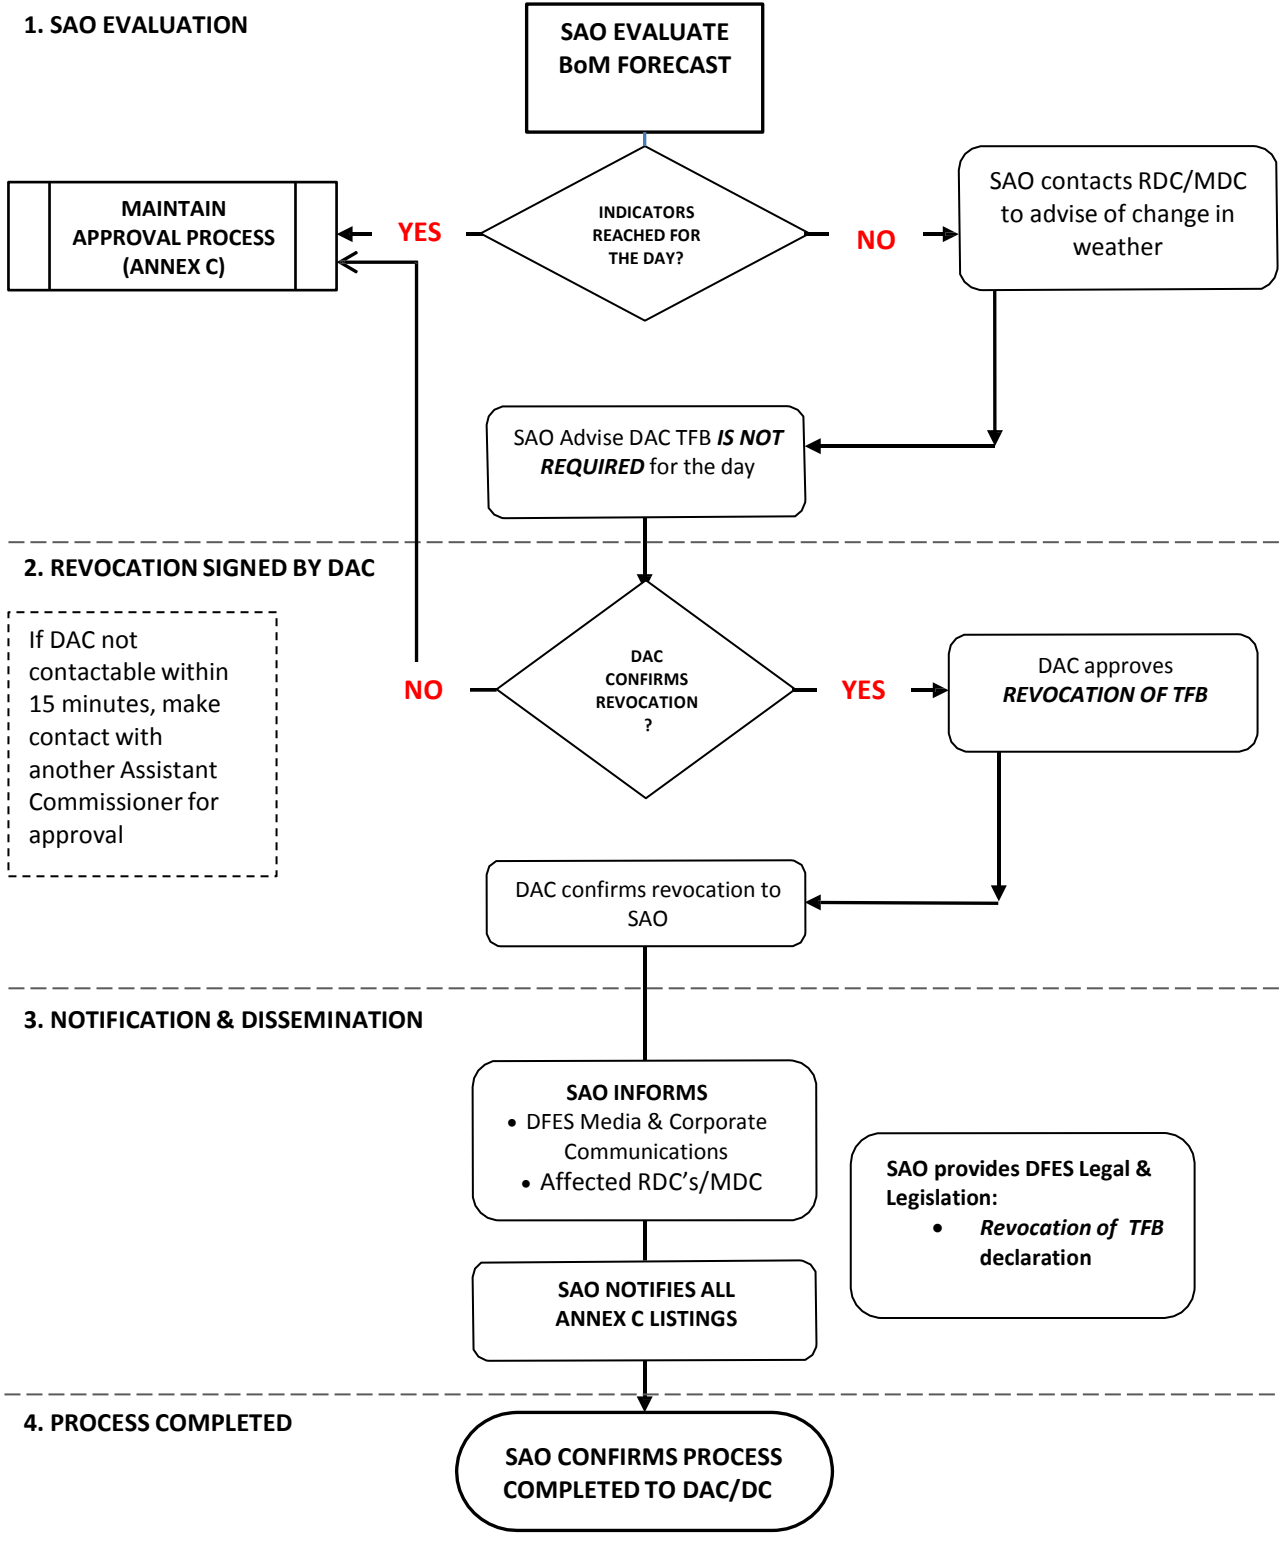 1. SAO EVALUATION
SAO EVALUATE
BoM FORECAST
MAINTAIN
APPROVAL PROCESS
(ANNEX C)
YES
INDICATORS
REACHED FOR
THE DAY?
NO
SAO contacts RDC/MDC
to advise of change in
weather
SAO Advise DAC TFB IS NOT
REQUIRED for the day
2. REVOCATION SIGNED BY DAC
If DAC not
contactable within
15 minutes, make
contact with
another Assistant
Commissioner for
approval
NO
DAC
CONFIRMS
REVOCATION
?
YES
DAC approves
REVOCATION OF TFB
DAC confirms revocation to
SAO
3. NOTIFICATION & DISSEMINATION
SAO INFORMS
• DFES Media & Corporate
Communications
• Affected RDC's/MDC
SAO provides DFES Legal &
Legislation:
• Revocation of TFB
declaration
SAO NOTIFIES ALL
ANNEX C LISTINGS
4. PROCESS COMPLETED
SAO CONFIRMS PROCESS
COMPLETED TO DAC/DC